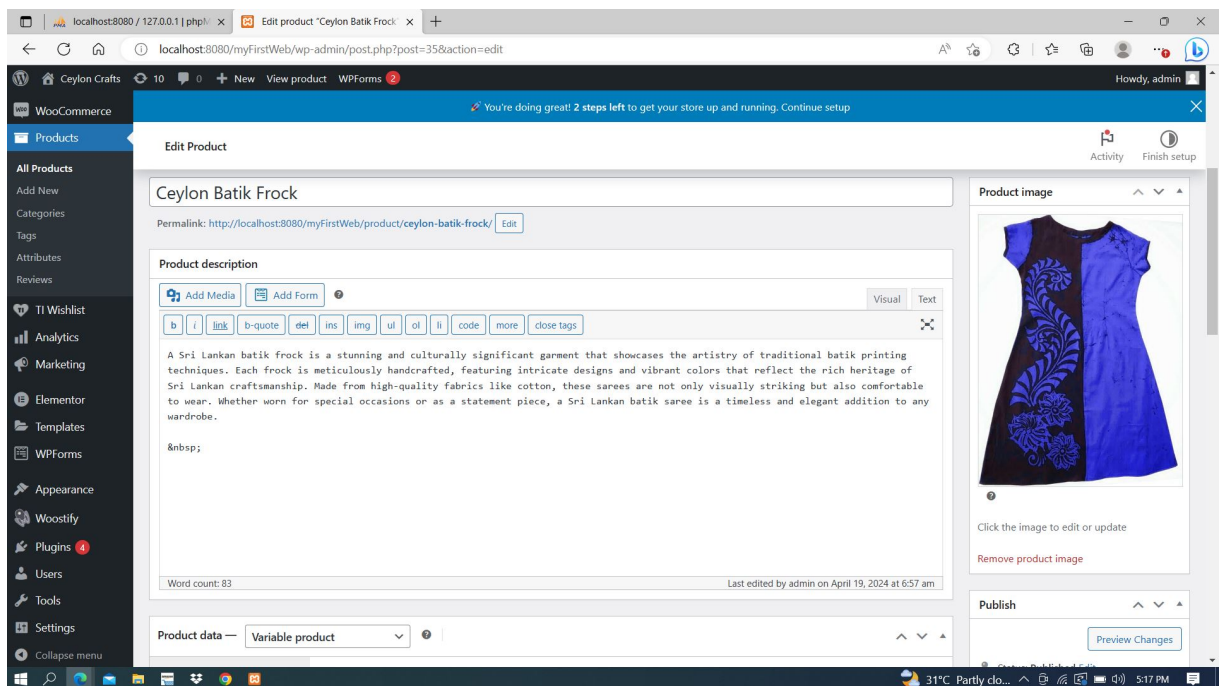 localhost:8080 / 127.0.0.1 | phpM
Edit product "Ceylon Batik Frock"
localhost:8080/myFirstWeb/wp-admin/post.php?post=35&action=edit
Ceylon Crafts 10 0 + New View product WPForms 2 Howdy, admin
WooCommerce
Products
All Products
Add New
Categories
Tags
Attributes
Reviews
TI Wishlist
Analytics
Marketing
Elementor
Templates
WPForms
Appearance
Woostify
Plugins 4
Users
Tools
Settings
Collapse menu
You're doing great! 2 steps left to get your store up and running. Continue setup
Edit Product
Activity Finish setup
Ceylon Batik Frock
Permalink: http://localhost:8080/myFirstWeb/product/ceylon-batik-frock/ Edit
Product description
Add Media Add Form
Visual Text
b i link b-quote del ins img ul ol li code more close tags
A Sri Lankan batik frock is a stunning and culturally significant garment that showcases the artistry of traditional batik printing
techniques. Each frock is meticulously handcrafted, featuring intricate designs and vibrant colors that reflect the rich heritage of
Sri Lankan craftsmanship. Made from high-quality fabrics like cotton, these sarees are not only visually striking but also comfortable
to wear. Whether worn for special occasions or as a statement piece, a Sri Lankan batik saree is a timeless and elegant addition to any
wardrobe.
&nbsp;
Word count: 83 Last edited by admin on April 19, 2024 at 6:57 am
Product data — Variable product
Product image
Click the image to edit or update
Remove product image
Publish
Preview Changes
Status: Published Edit
31°C Partly clo... 5:17 PM